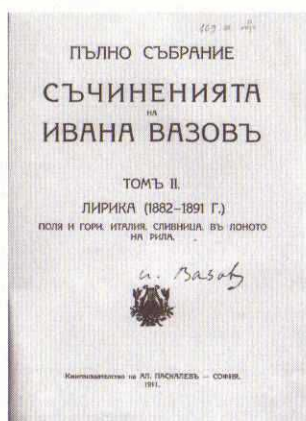 ПЪЛНО СЪБРАНИЕ
СЪЧИНЕНИЯТА
НА
ИВАНА ВАЗОВЪ
ТОМЪ II.
ЛИРИКА (1882–1891 Г.)
ПОЛЯ И ГОРИ. ИТАЛИЯ. СЛИВНИЦА. ВЪ ЛОНОТО
НА РИЛА.
И. Вазов
Книгоиздателство на АЛ. ПАСКАЛЕВЪ — СОФИЯ.
1911.